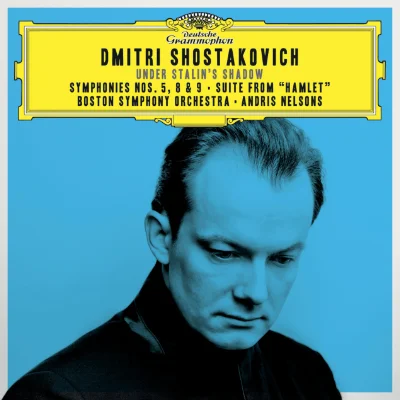 Deutsche
Grammophon
DMITRI SHOSTAKOVICH
UNDER STALIN'S SHADOW
SYMPHONIES NOS. 5, 8 & 9 · SUITE FROM "HAMLET"
BOSTON SYMPHONY ORCHESTRA · ANDRIS NELSONS